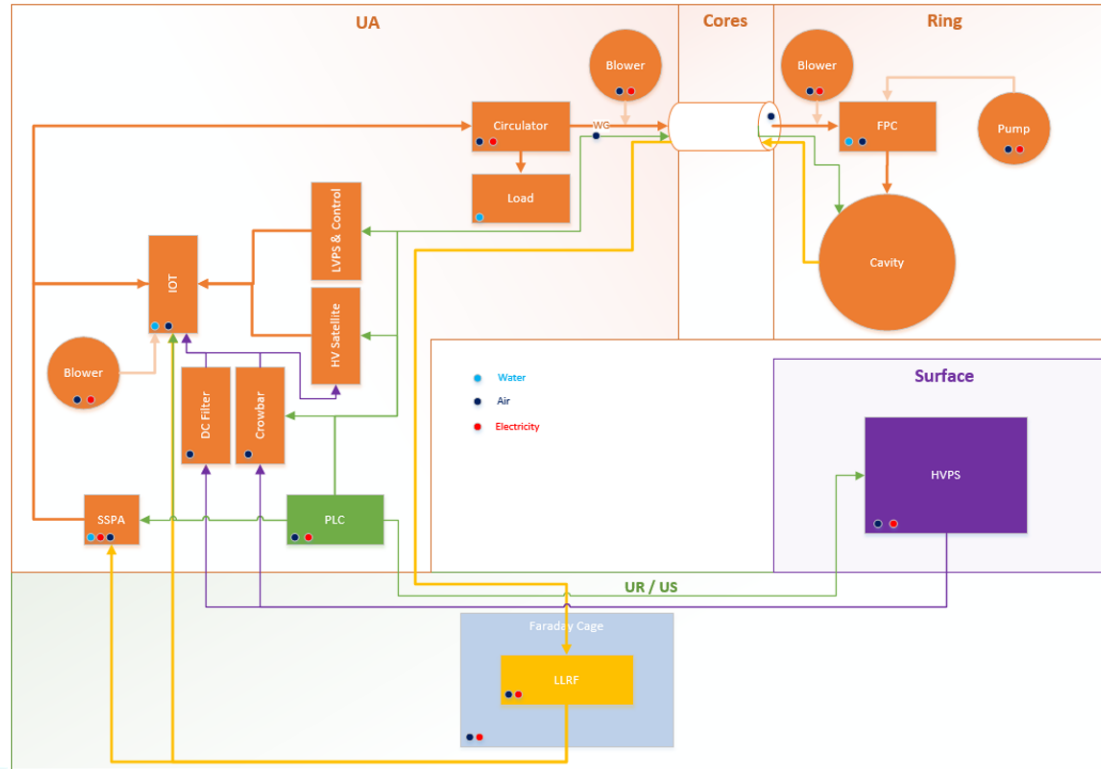 UA
Cores
Ring
Blower
Blower
Circulator
WG
FPC
Pump
Load
LVPS & Control
IOT
Cavity
HV Satellite
Blower
Water
Surface
DC Filter
Crowbar
Air
Electricity
HVPS
SSPA
PLC
UR / US
Faraday Cage
LLRF